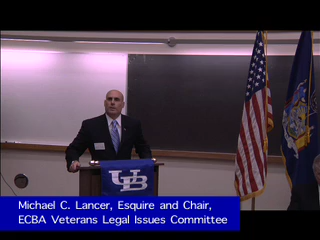 UB
Michael C. Lancer, Esquire and Chair,
ECBA Veterans Legal Issues Committee